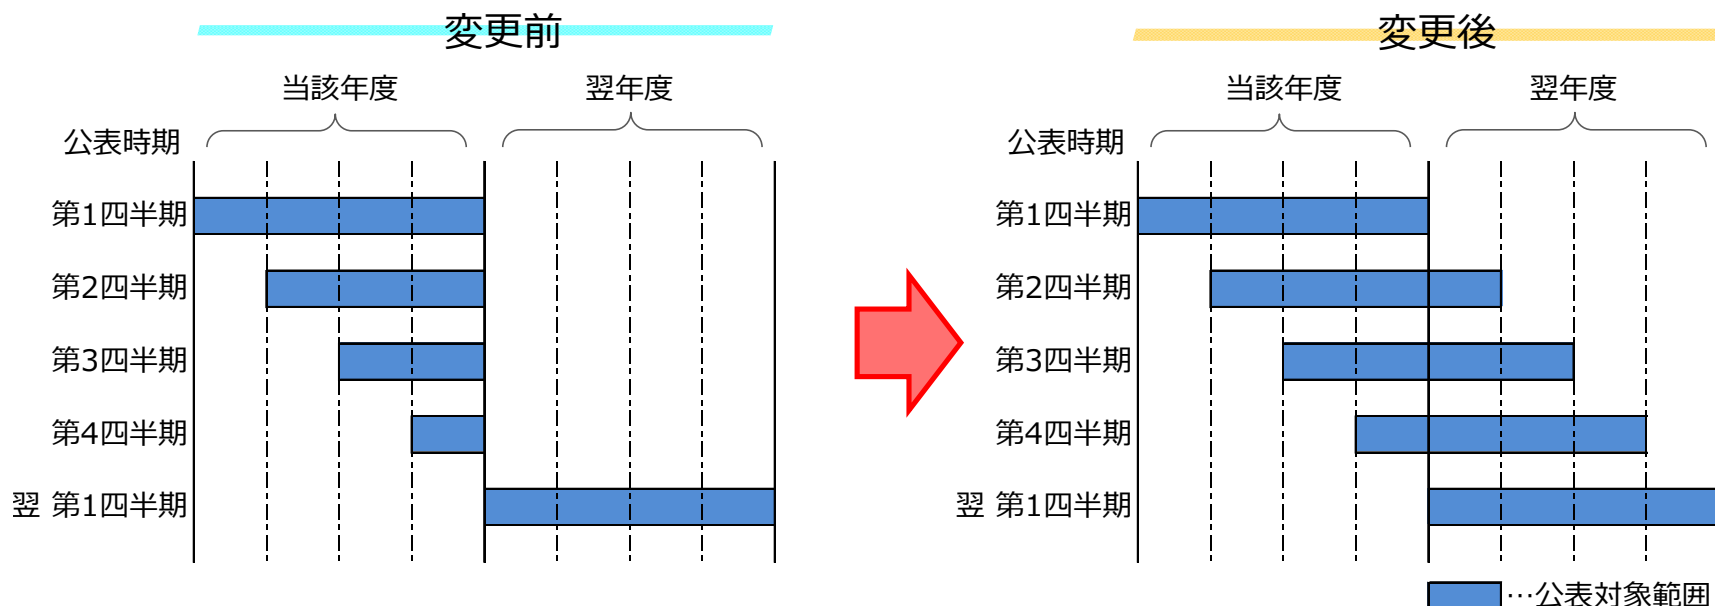 変更前
当該年度
翌年度
公表時期
第1四半期
第2四半期
第3四半期
第4四半期
翌 第1四半期
変更後
当該年度
翌年度
公表時期
第1四半期
第2四半期
第3四半期
第4四半期
翌 第1四半期
…公表対象範囲